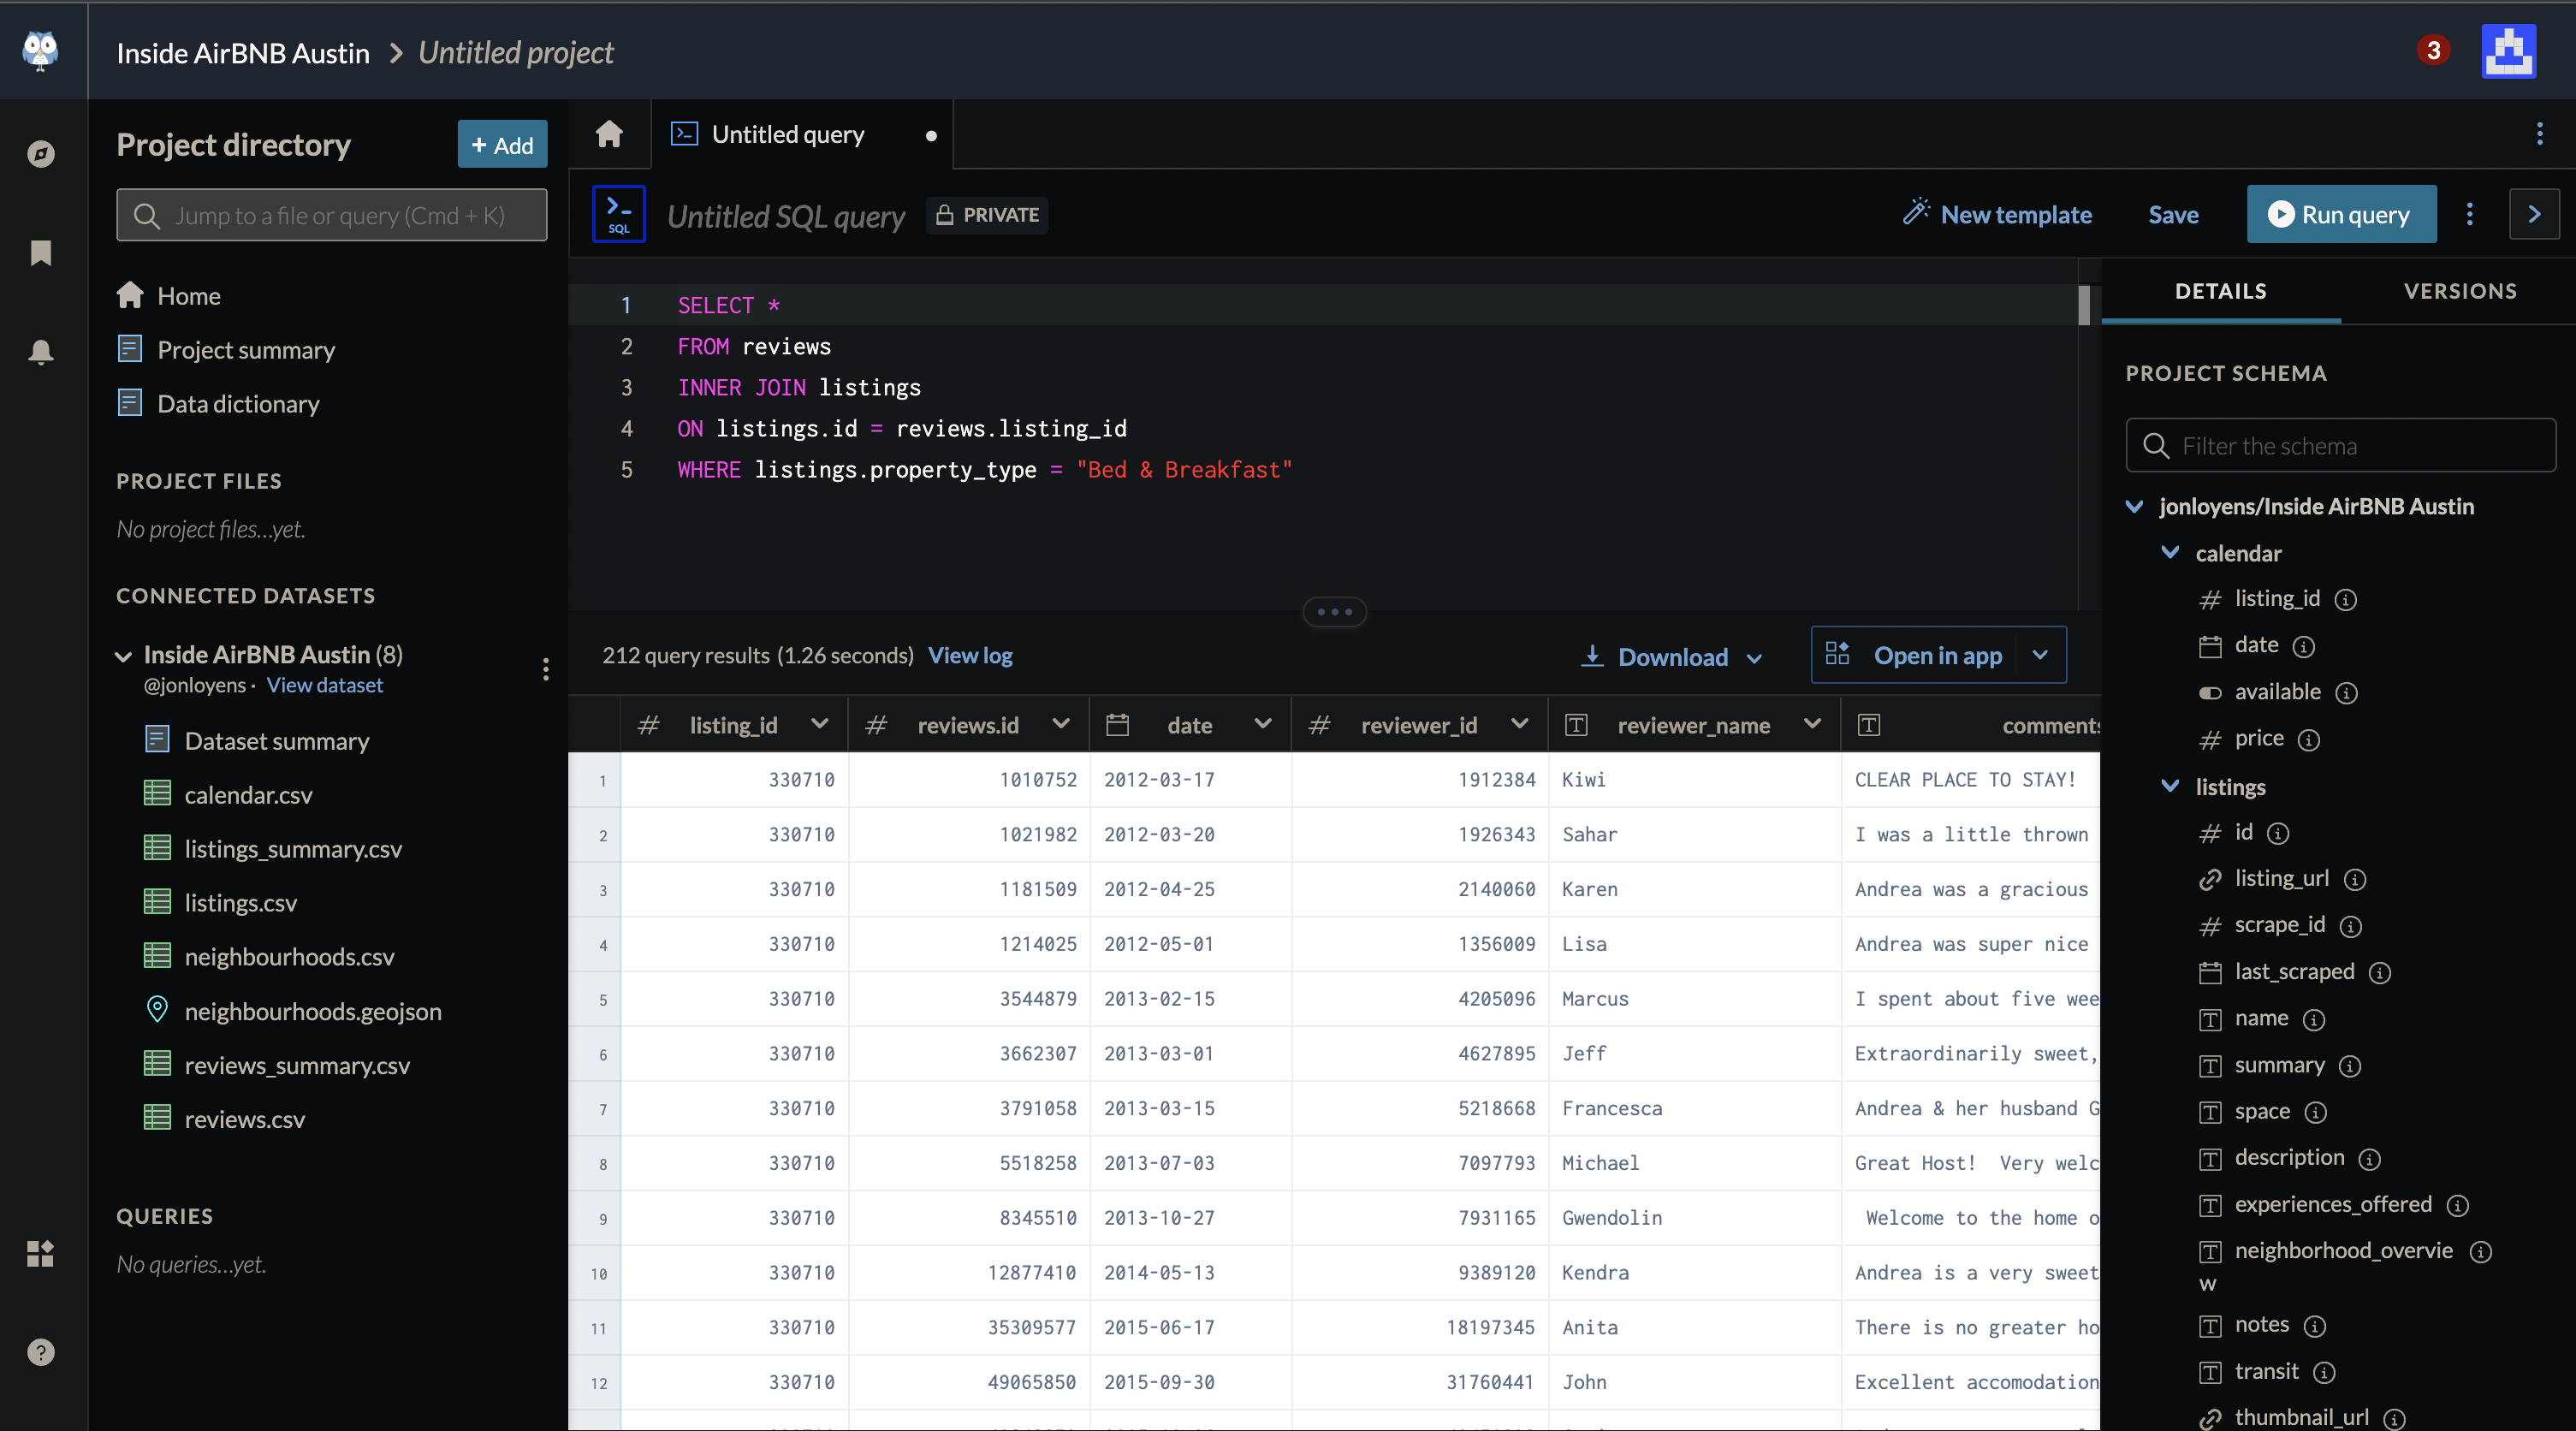 Inside AirBNB Austin > Untitled project
3
Project directory
+ Add
Jump to a file or query (Cmd + K)
Home
Project summary
Data dictionary
PROJECT FILES
No project files...yet.
CONNECTED DATASETS
Inside AirBNB Austin (8)
@jonloyens · View dataset
Dataset summary
calendar.csv
listings_summary.csv
listings.csv
neighbourhoods.csv
neighbourhoods.geojson
reviews_summary.csv
reviews.csv
QUERIES
No queries...yet.
Untitled query
SQL
Untitled SQL query
PRIVATE
New template
Save
Run query
1 SELECT *
2 FROM reviews
3 INNER JOIN listings
4 ON listings.id = reviews.listing_id
5 WHERE listings.property_type = "Bed & Breakfast"
212 query results (1.26 seconds) View log
Download
Open in app
listing_id reviews.id date reviewer_id reviewer_name comments
1 330710 1010752 2012-03-17 1912384 Kiwi CLEAR PLACE TO STAY!
2 330710 1021982 2012-03-20 1926343 Sahar I was a little thrown
3 330710 1181509 2012-04-25 2140060 Karen Andrea was a gracious
4 330710 1214025 2012-05-01 1356009 Lisa Andrea was super nice
5 330710 3544879 2013-02-15 4205096 Marcus I spent about five wee
6 330710 3662307 2013-03-01 4627895 Jeff Extraordinarily sweet,
7 330710 3791058 2013-03-15 5218668 Francesca Andrea & her husband G
8 330710 5518258 2013-07-03 7097793 Michael Great Host!  Very welc
9 330710 8345510 2013-10-27 7931165 Gwendolin Welcome to the home o
10 330710 12877410 2014-05-13 9389120 Kendra Andrea is a very sweet
11 330710 35309577 2015-06-17 18197345 Anita There is no greater ho
12 330710 49065850 2015-09-30 31760441 John Excellent accomodation
DETAILS
VERSIONS
PROJECT SCHEMA
Filter the schema
jonloyens/Inside AirBNB Austin
calendar
listing_id
date
available
price
listings
id
listing_url
scrape_id
last_scraped
name
summary
space
description
experiences_offered
neighborhood_overvie
w
notes
transit
thumbnail_url